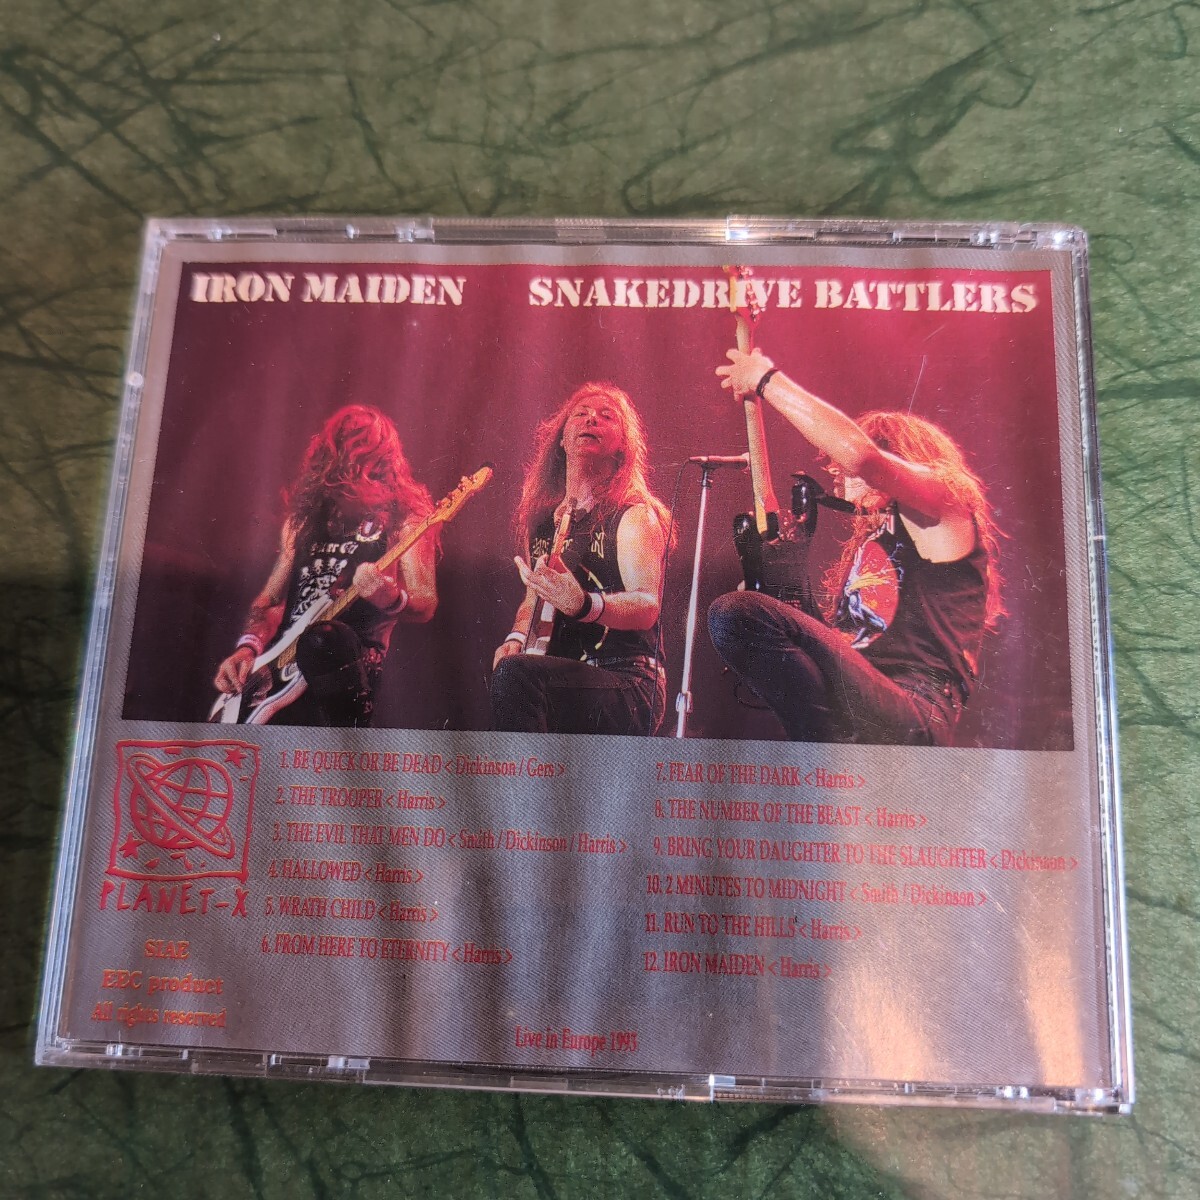 IRON MAIDEN SNAKEDRIVE BATTLERS
1. BE QUICK OR BE DEAD < Dickinson / Gers >
2. THE TROOPER < Harris >
3. THE EVIL THAT MEN DO < Smith / Dickinson / Harris >
4. HALLOWED < Harris >
5. WRATH CHILD < Harris >
6. FROM HERE TO ETERNITY < Harris >
7. FEAR OF THE DARK < Harris >
8. THE NUMBER OF THE BEAST < Harris >
9. BRING YOUR DAUGHTER TO THE SLAUGHTER < Dickinson >
10. 2 MINUTES TO MIDNIGHT < Smith / Dickinson >
11. RUN TO THE HILLS < Harris >
12. IRON MAIDEN < Harris >
PLANET-X
SIAE
EEC product
All rights reserved
Live in Europe 1993